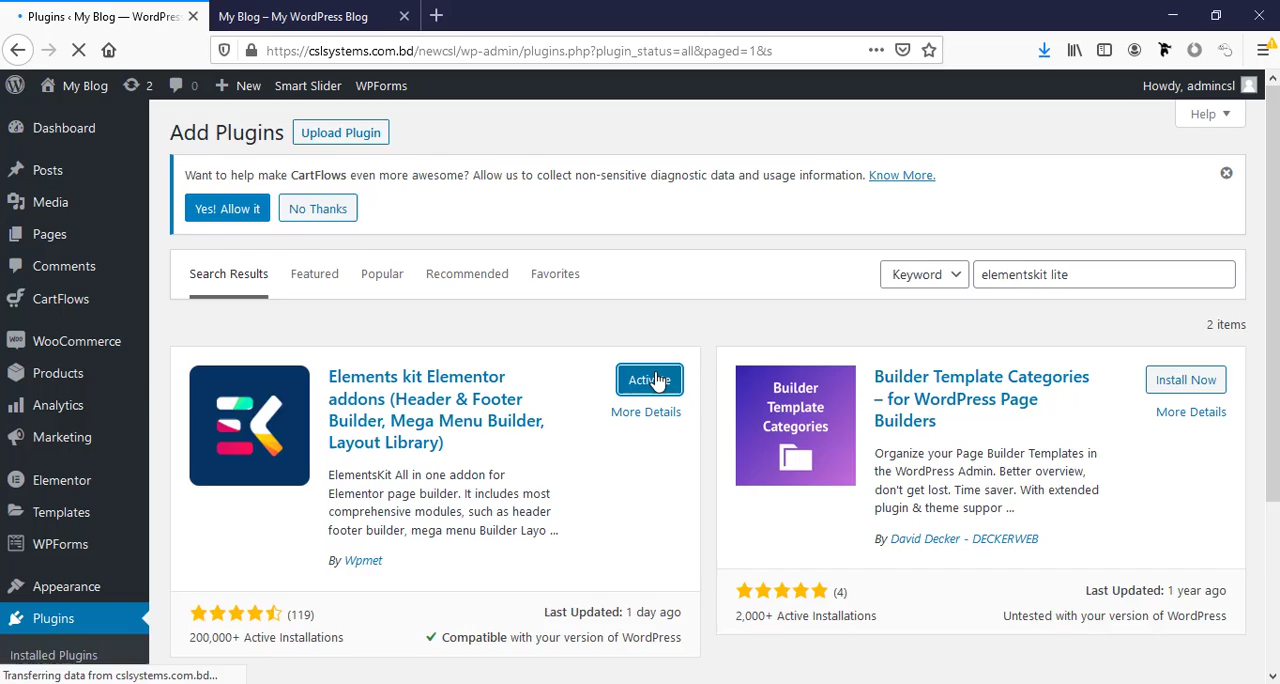 Plugins ‹ My Blog — WordPres
My Blog – My WordPress Blog
https://cslsystems.com.bd/newcsl/wp-admin/plugins.php?plugin_status=all&paged=1&s
My Blog
2
0
New
Smart Slider
WPForms
Howdy, admincsl
Dashboard
Posts
Media
Pages
Comments
CartFlows
WooCommerce
Products
Analytics
Marketing
Elementor
Templates
WPForms
Appearance
Plugins
Installed Plugins
Transferring data from cslsystems.com.bd...
Add Plugins
Upload Plugin
Help
Want to help make CartFlows even more awesome? Allow us to collect non-sensitive diagnostic data and usage information. Know More.
Yes! Allow it
No Thanks
Search Results
Featured
Popular
Recommended
Favorites
Keyword
elementskit lite
2 items
Elements kit Elementor
addons (Header & Footer
Builder, Mega Menu Builder,
Layout Library)
Activate
More Details
ElementsKit All in one addon for
Elementor page builder. It includes most
comprehensive modules, such as header
footer builder, mega menu Builder Layo ...
By Wpmet
(119)
200,000+ Active Installations
Last Updated: 1 day ago
Compatible with your version of WordPress
Builder
Template
Categories
Builder Template Categories
– for WordPress Page
Builders
Install Now
More Details
Organize your Page Builder Templates in
the WordPress Admin. Better overview,
don't get lost. Time saver. With extended
plugin & theme suppor ...
By David Decker - DECKERWEB
(4)
2,000+ Active Installations
Last Updated: 1 year ago
Untested with your version of WordPress